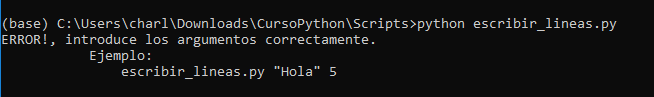 (base) C:\Users\charl\Downloads\CursoPython\Scripts>python escribir_lineas.py
ERROR!, introduce los argumentos correctamente.
Ejemplo:
escribir_lineas.py "Hola" 5